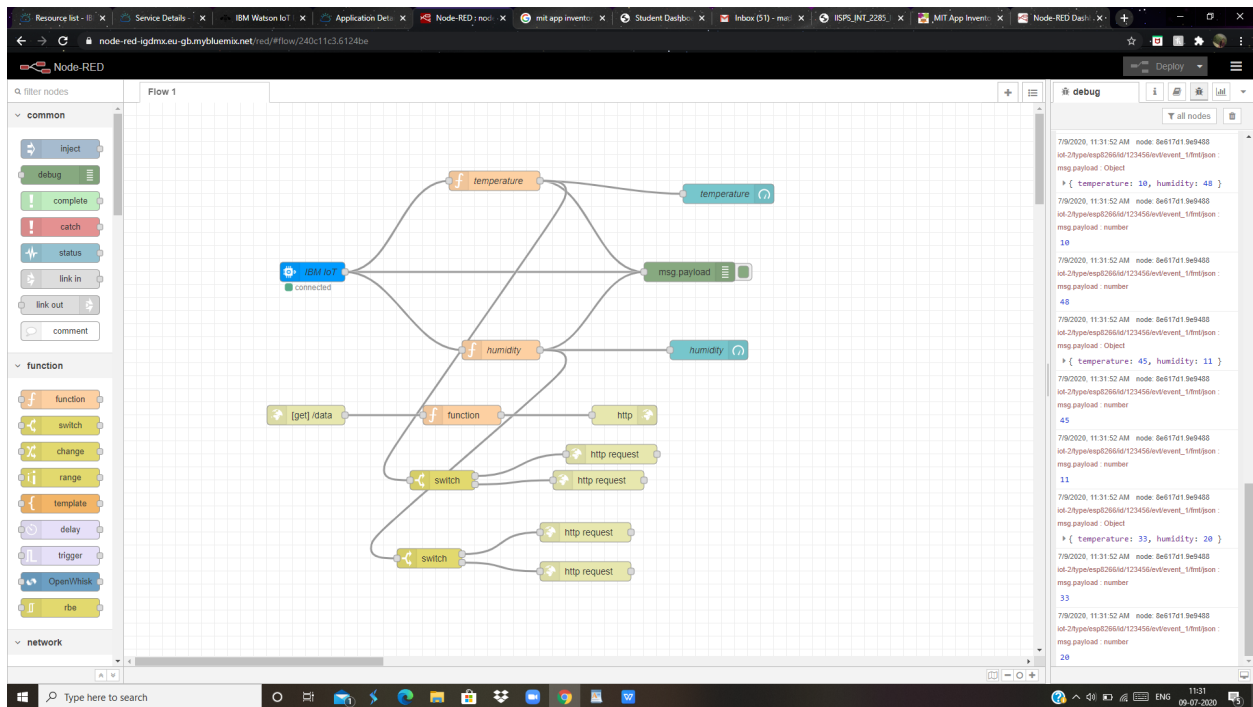 Resource list - IB
Service Details -
IBM Watson IoT
Application Deta
Node-RED : node
mit app inventor
Student Dashbo
Inbox (51) - ma
IISPS_INT_2285_
MIT App Invento
Node-RED Dash
node-red-igdmx.eu-gb.mybluemix.net/red/#flow/240c11c3.6124be
Node-RED
Deploy
filter nodes
common
inject
debug
complete
catch
status
link in
link out
comment
function
function
switch
change
range
template
delay
trigger
OpenWhisk
rbe
network
Flow 1
temperature
temperature
IBM IoT
connected
msg.payload
humidity
humidity
[get] /data
function
http
http request
switch
http request
http request
switch
http request
debug
all nodes
7/9/2020, 11:31:52 AM node: 8e617d1.9e9488
iot-2/type/esp8266/id/123456/evt/event_1/fmt/json :
msg.payload : Object
{ temperature: 10, humidity: 48 }
7/9/2020, 11:31:52 AM node: 8e617d1.9e9488
iot-2/type/esp8266/id/123456/evt/event_1/fmt/json :
msg.payload : number
10
7/9/2020, 11:31:52 AM node: 8e617d1.9e9488
iot-2/type/esp8266/id/123456/evt/event_1/fmt/json :
msg.payload : number
48
7/9/2020, 11:31:52 AM node: 8e617d1.9e9488
iot-2/type/esp8266/id/123456/evt/event_1/fmt/json :
msg.payload : Object
{ temperature: 45, humidity: 11 }
7/9/2020, 11:31:52 AM node: 8e617d1.9e9488
iot-2/type/esp8266/id/123456/evt/event_1/fmt/json :
msg.payload : number
45
7/9/2020, 11:31:52 AM node: 8e617d1.9e9488
iot-2/type/esp8266/id/123456/evt/event_1/fmt/json :
msg.payload : number
11
7/9/2020, 11:31:52 AM node: 8e617d1.9e9488
iot-2/type/esp8266/id/123456/evt/event_1/fmt/json :
msg.payload : Object
{ temperature: 33, humidity: 20 }
7/9/2020, 11:31:52 AM node: 8e617d1.9e9488
iot-2/type/esp8266/id/123456/evt/event_1/fmt/json :
msg.payload : number
33
7/9/2020, 11:31:52 AM node: 8e617d1.9e9488
iot-2/type/esp8266/id/123456/evt/event_1/fmt/json :
msg.payload : number
20
Type here to search
ENG
11:31
09-07-2020